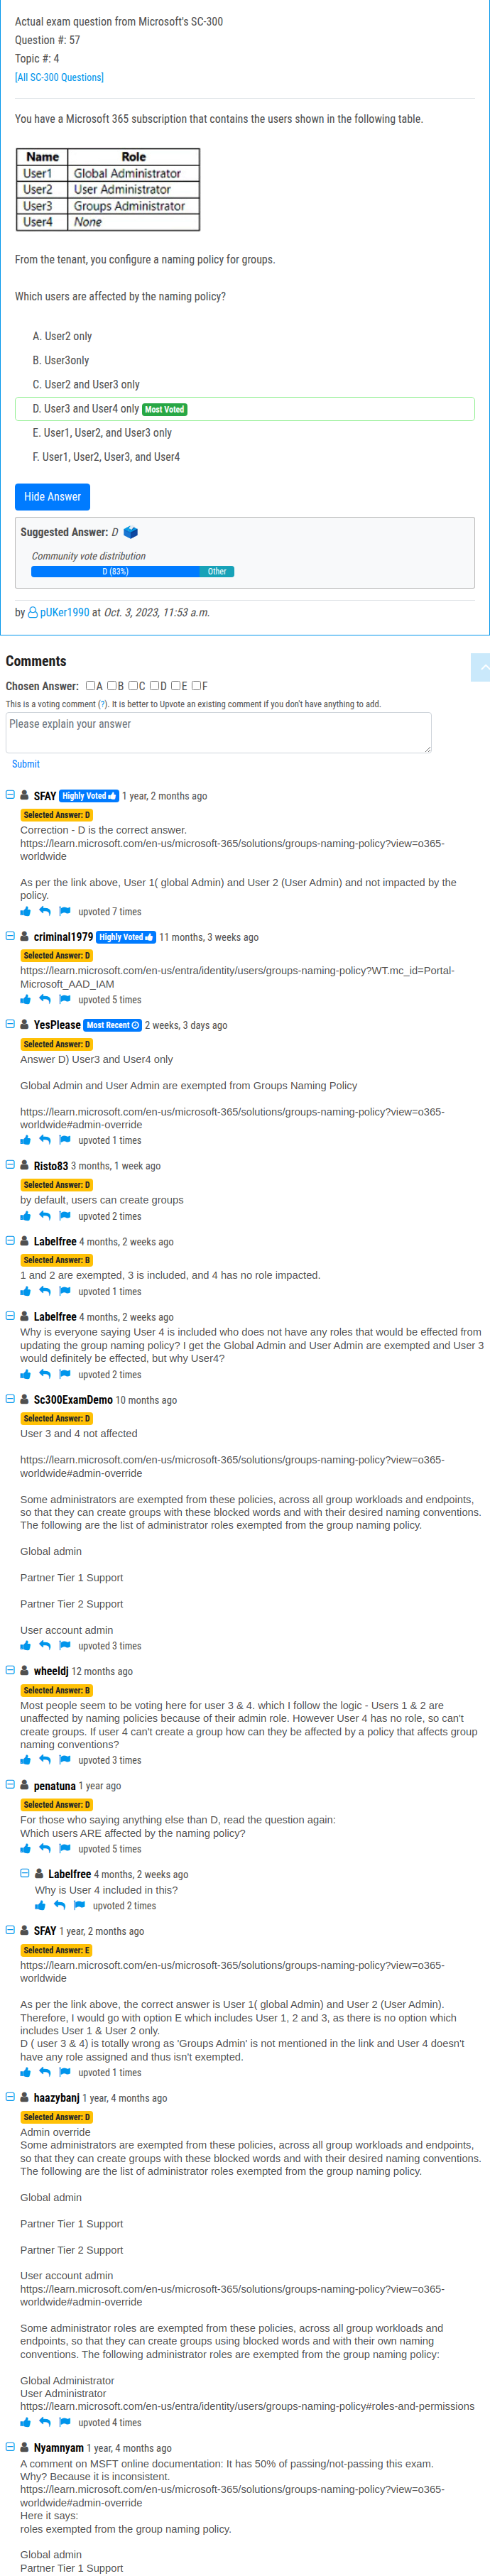 Actual exam question from Microsoft's SC-300
Question #: 57
Topic #: 4
[All SC-300 Questions]
You have a Microsoft 365 subscription that contains the users shown in the following table.
Name Role
User1 Global Administrator
User2 User Administrator
User3 Groups Administrator
User4 None
From the tenant, you configure a naming policy for groups.
Which users are affected by the naming policy?
A. User2 only
B. User3only
C. User2 and User3 only
D. User3 and User4 only Most Voted
E. User1, User2, and User3 only
F. User1, User2, User3, and User4
Hide Answer
Suggested Answer: D
Community vote distribution
D (83%) Other
by pUKer1990 at Oct. 3, 2023, 11:53 a.m.
Comments
Chosen Answer: A B C D E F
This is a voting comment (?). It is better to Upvote an existing comment if you don't have anything to add.
Please explain your answer
Submit
SFAY Highly Voted 1 year, 2 months ago
Selected Answer: D
Correction - D is the correct answer.
https://learn.microsoft.com/en-us/microsoft-365/solutions/groups-naming-policy?view=o365-
worldwide
As per the link above, User 1( global Admin) and User 2 (User Admin) and not impacted by the
policy.
upvoted 7 times
criminal1979 Highly Voted 11 months, 3 weeks ago
Selected Answer: D
https://learn.microsoft.com/en-us/entra/identity/users/groups-naming-policy?WT.mc_id=Portal-
Microsoft_AAD_IAM
upvoted 5 times
YesPlease Most Recent 2 weeks, 3 days ago
Selected Answer: D
Answer D) User3 and User4 only
Global Admin and User Admin are exempted from Groups Naming Policy
https://learn.microsoft.com/en-us/microsoft-365/solutions/groups-naming-policy?view=o365-
worldwide#admin-override
upvoted 1 times
Risto83 3 months, 1 week ago
Selected Answer: D
by default, users can create groups
upvoted 2 times
Labelfree 4 months, 2 weeks ago
Selected Answer: B
1 and 2 are exempted, 3 is included, and 4 has no role impacted.
upvoted 1 times
Labelfree 4 months, 2 weeks ago
Why is everyone saying User 4 is included who does not have any roles that would be effected from
updating the group naming policy? I get the Global Admin and User Admin are exempted and User 3
would definitely be effected, but why User4?
upvoted 2 times
Sc300ExamDemo 10 months ago
Selected Answer: D
User 3 and 4 not affected
https://learn.microsoft.com/en-us/microsoft-365/solutions/groups-naming-policy?view=o365-
worldwide#admin-override
Some administrators are exempted from these policies, across all group workloads and endpoints,
so that they can create groups with these blocked words and with their desired naming conventions.
The following are the list of administrator roles exempted from the group naming policy.
Global admin
Partner Tier 1 Support
Partner Tier 2 Support
User account admin
upvoted 3 times
wheeldj 12 months ago
Selected Answer: B
Most people seem to be voting here for user 3 & 4. which I follow the logic - Users 1 & 2 are
unaffected by naming policies because of their admin role. However User 4 has no role, so can't
create groups. If user 4 can't create a group how can they be affected by a policy that affects group
naming conventions?
upvoted 3 times
penatuna 1 year ago
Selected Answer: D
For those who saying anything else than D, read the question again:
Which users ARE affected by the naming policy?
upvoted 5 times
Labelfree 4 months, 2 weeks ago
Why is User 4 included in this?
upvoted 2 times
SFAY 1 year, 2 months ago
Selected Answer: E
https://learn.microsoft.com/en-us/microsoft-365/solutions/groups-naming-policy?view=o365-
worldwide
As per the link above, the correct answer is User 1( global Admin) and User 2 (User Admin).
Therefore, I would go with option E which includes User 1, 2 and 3, as there is no option which
includes User 1 & User 2 only.
D ( user 3 & 4) is totally wrong as 'Groups Admin' is not mentioned in the link and User 4 doesn't
have any role assigned and thus isn't exempted.
upvoted 1 times
haazybanj 1 year, 4 months ago
Selected Answer: D
Admin override
Some administrators are exempted from these policies, across all group workloads and endpoints,
so that they can create groups with these blocked words and with their desired naming conventions.
The following are the list of administrator roles exempted from the group naming policy.
Global admin
Partner Tier 1 Support
Partner Tier 2 Support
User account admin
https://learn.microsoft.com/en-us/microsoft-365/solutions/groups-naming-policy?view=o365-
worldwide#admin-override
Some administrator roles are exempted from these policies, across all group workloads and
endpoints, so that they can create groups using blocked words and with their own naming
conventions. The following administrator roles are exempted from the group naming policy:
Global Administrator
User Administrator
https://learn.microsoft.com/en-us/entra/identity/users/groups-naming-policy#roles-and-permissions
upvoted 4 times
Nyamnyam 1 year, 4 months ago
A comment on MSFT online documentation: It has 50% of passing/not-passing this exam.
Why? Because it is inconsistent.
https://learn.microsoft.com/en-us/microsoft-365/solutions/groups-naming-policy?view=o365-
worldwide#admin-override
Here it says:
roles exempted from the group naming policy.
Global admin
Partner Tier 1 Support